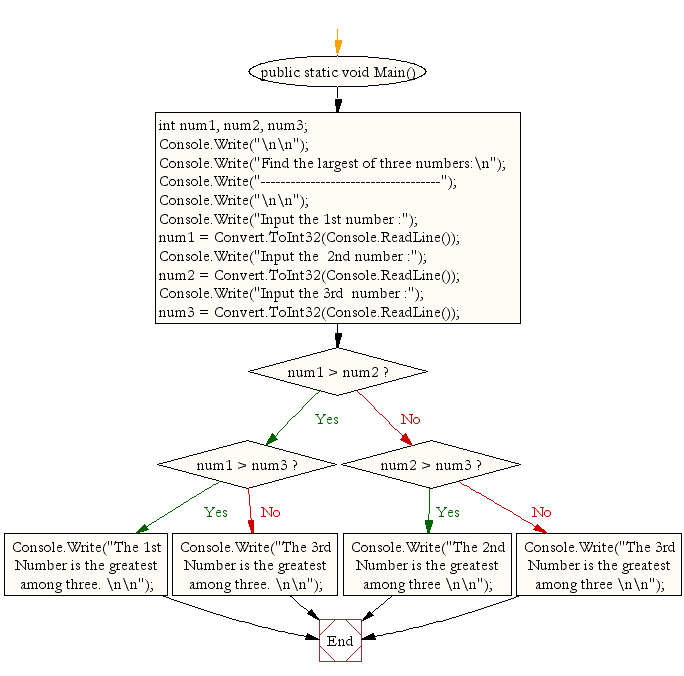 public static void Main()
int num1, num2, num3;
Console.Write("\n\n");
Console.Write("Find the largest of three numbers:\n");
Console.Write("------------------------------------");
Console.Write("\n\n");
Console.Write("Input the 1st number :");
num1 = Convert.ToInt32(Console.ReadLine());
Console.Write("Input the  2nd number :");
num2 = Convert.ToInt32(Console.ReadLine());
Console.Write("Input the 3rd  number :");
num3 = Convert.ToInt32(Console.ReadLine());
num1 > num2 ?
Yes
No
num1 > num3 ?
num2 > num3 ?
Yes
No
Yes
No
Console.Write("The 1st
Number is the greatest
among three. \n\n");
Console.Write("The 3rd
Number is the greatest
among three. \n\n");
Console.Write("The 2nd
Number is the greatest
among three \n\n");
Console.Write("The 3rd
Number is the greatest
among three \n\n");
End